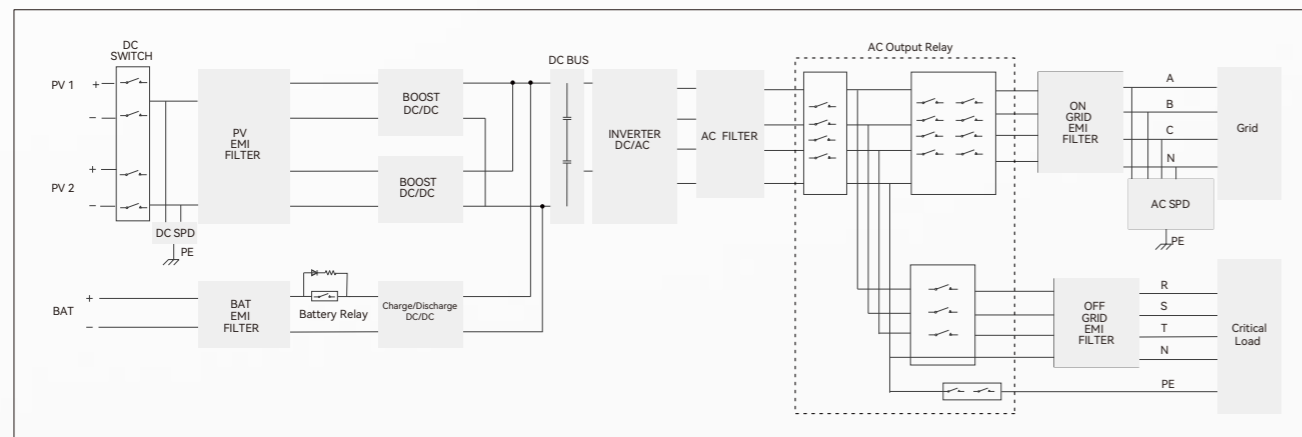 DC
SWITCH
PV 1
+
−
PV 2
+
−
DC SPD
PE
PV
EMI
FILTER
BOOST
DC/DC
BOOST
DC/DC
DC BUS
INVERTER
DC/AC
AC FILTER
AC Output Relay
ON
GRID
EMI
FILTER
A
B
C
N
Grid
AC SPD
PE
BAT
+
−
BAT
EMI
FILTER
Battery Relay
Charge/Discharge
DC/DC
OFF
GRID
EMI
FILTER
R
S
T
N
PE
Critical
Load